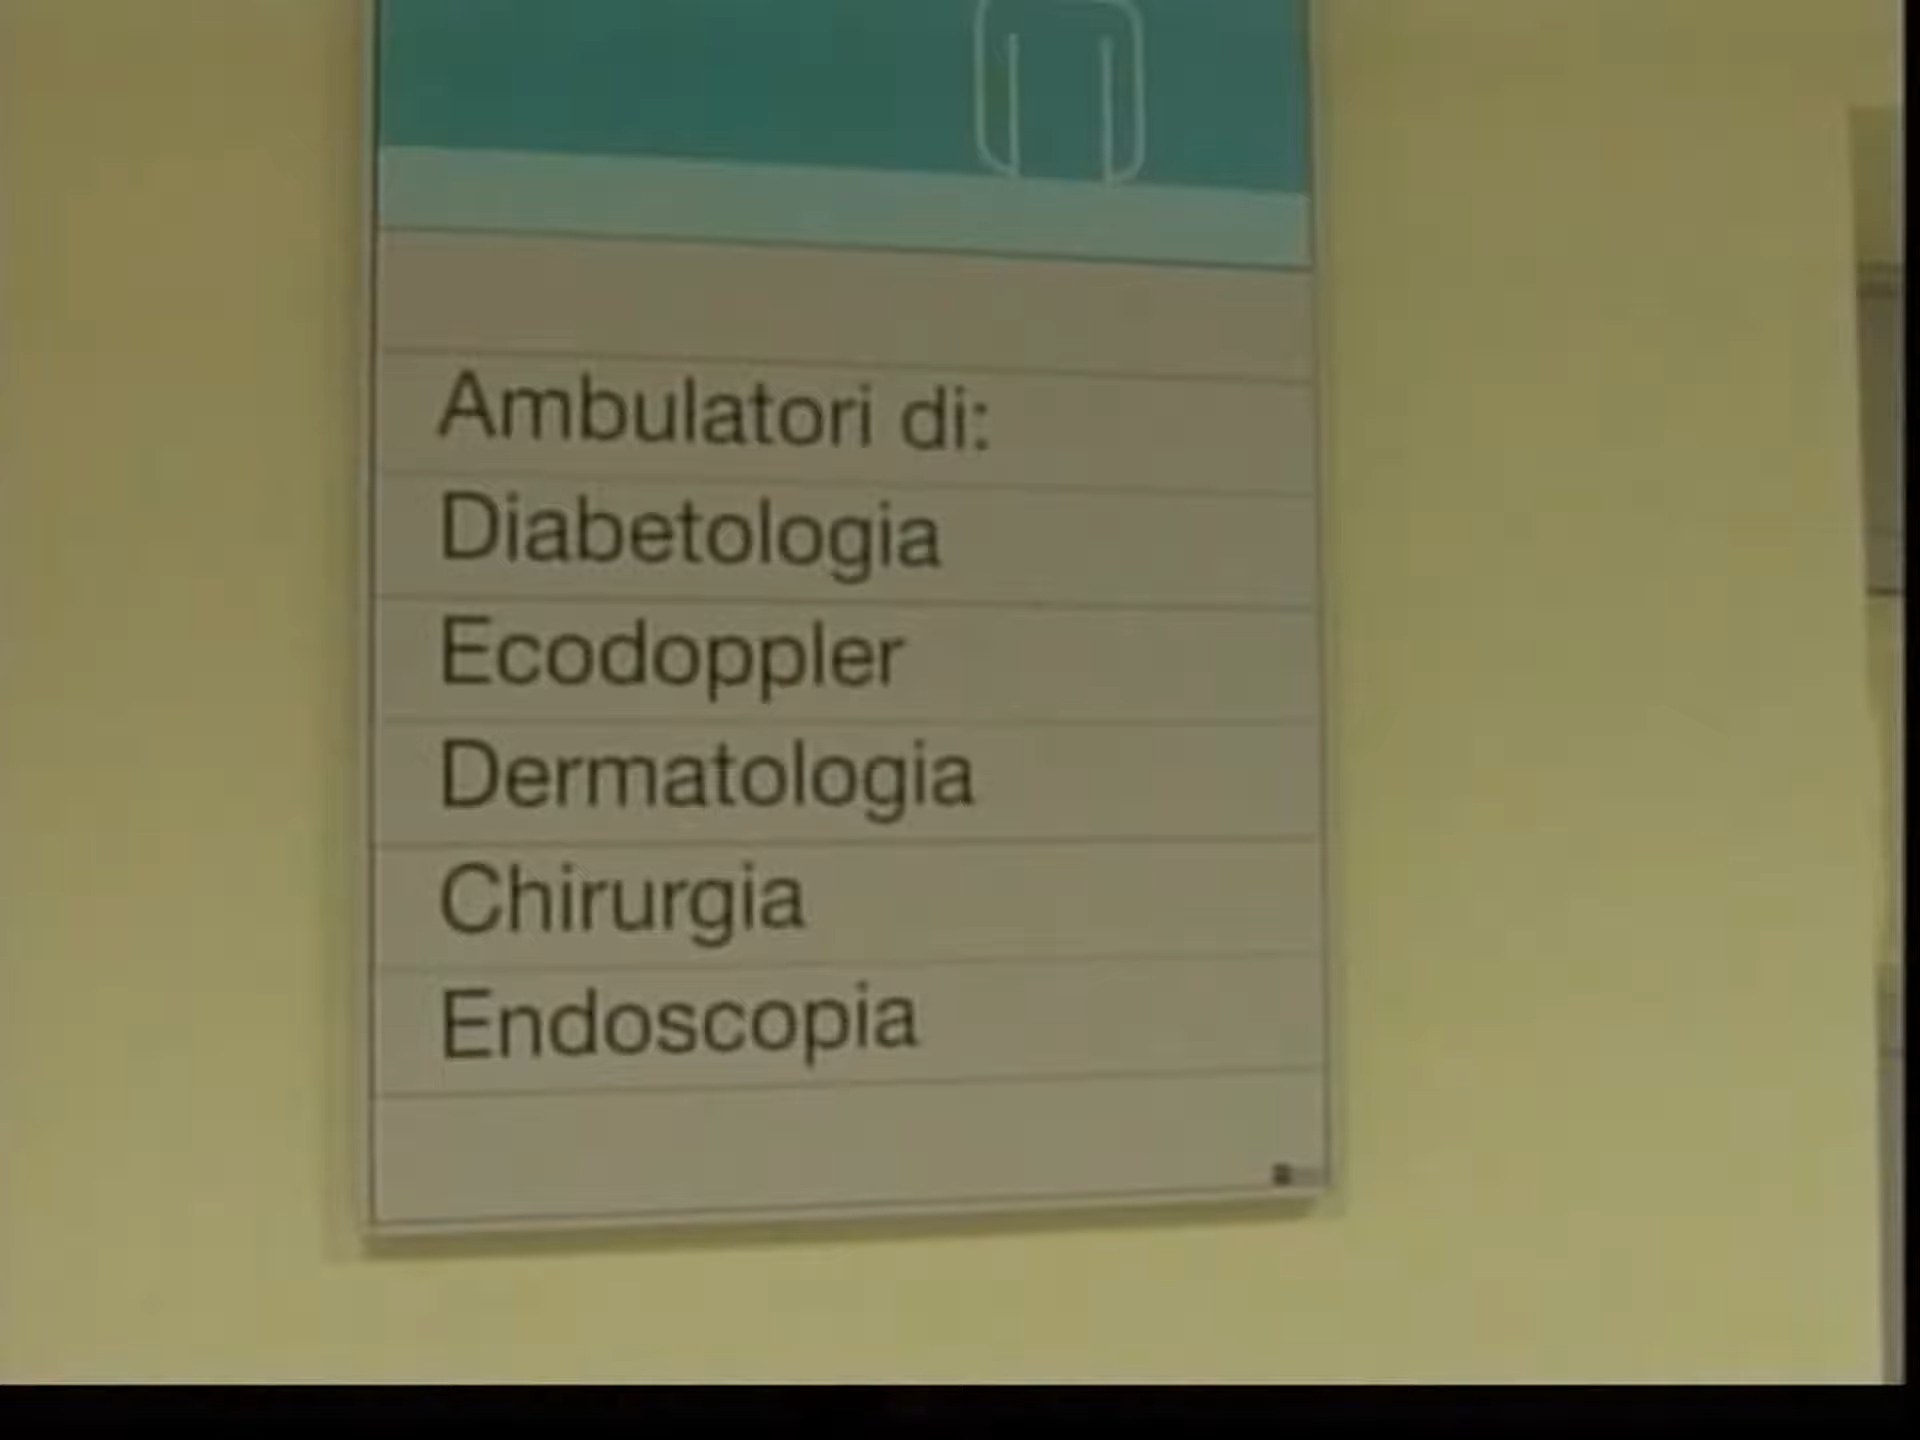 Ambulatori di:
Diabetologia
Ecodoppler
Dermatologia
Chirurgia
Endoscopia